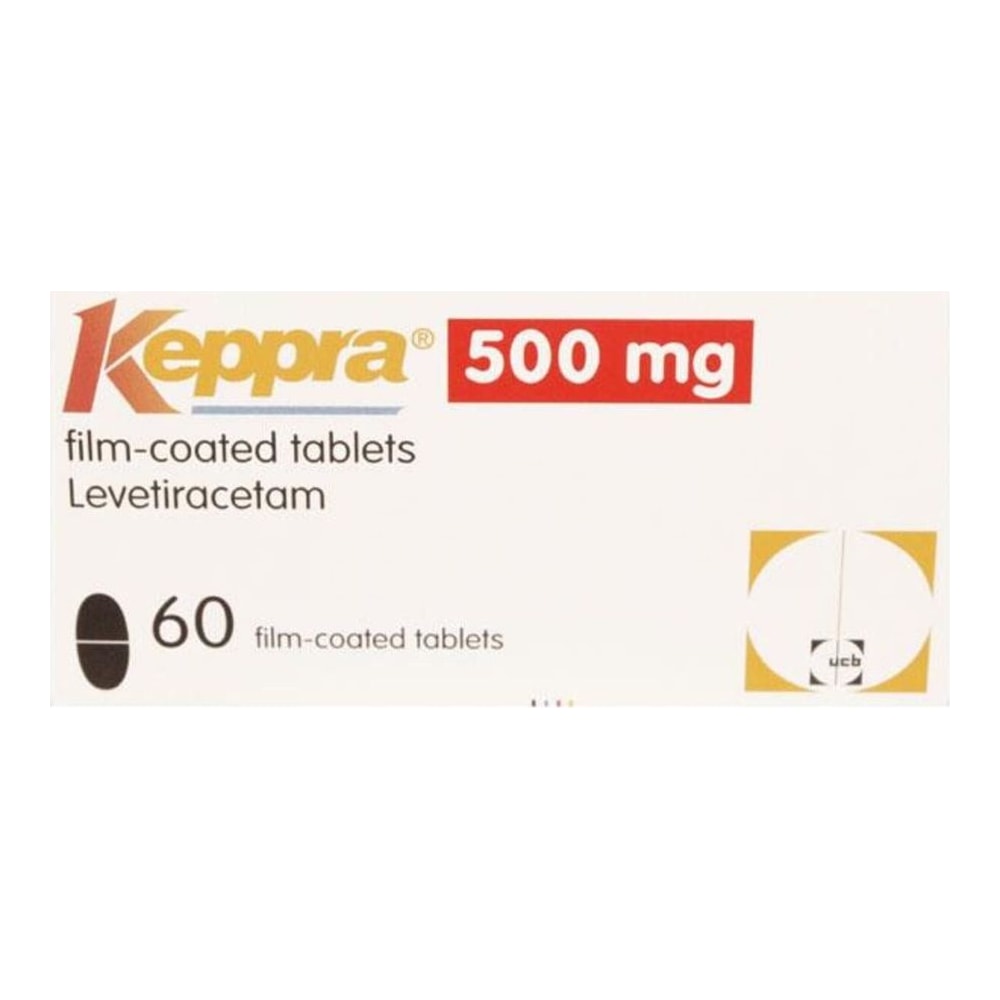 Keppra® 500 mg
film-coated tablets
Levetiracetam
60 film-coated tablets
ucb